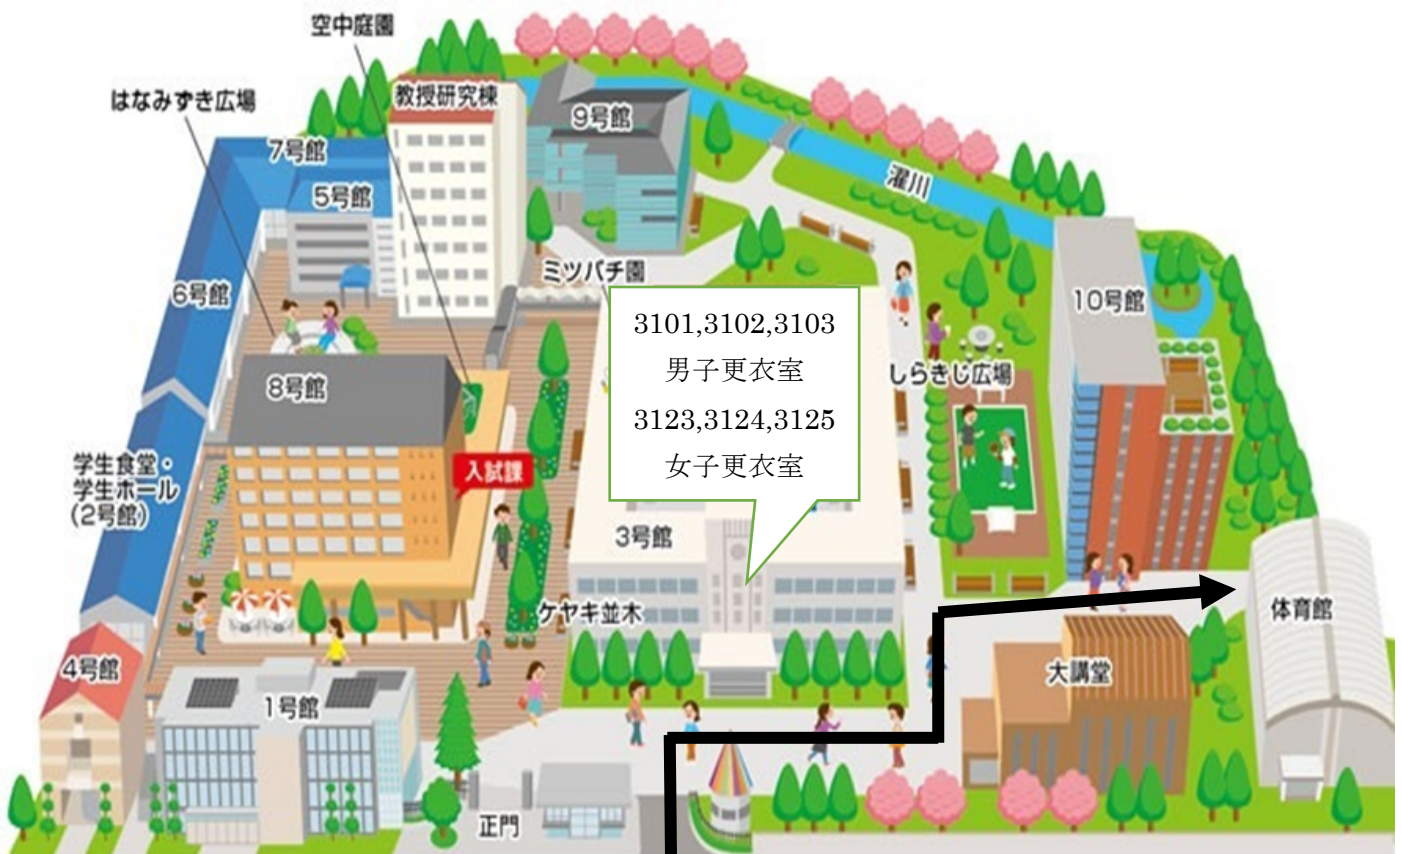 空中庭園
はなみずき広場
教授研究棟
9号館
7号館
5号館
濯川
6号館
ミツバチ園
10号館
3101,3102,3103
男子更衣室
3123,3124,3125
女子更衣室
しらきじ広場
8号館
入試課
学生食堂・
学生ホール
(2号館)
3号館
ケヤキ並木
体育館
4号館
大講堂
1号館
正門